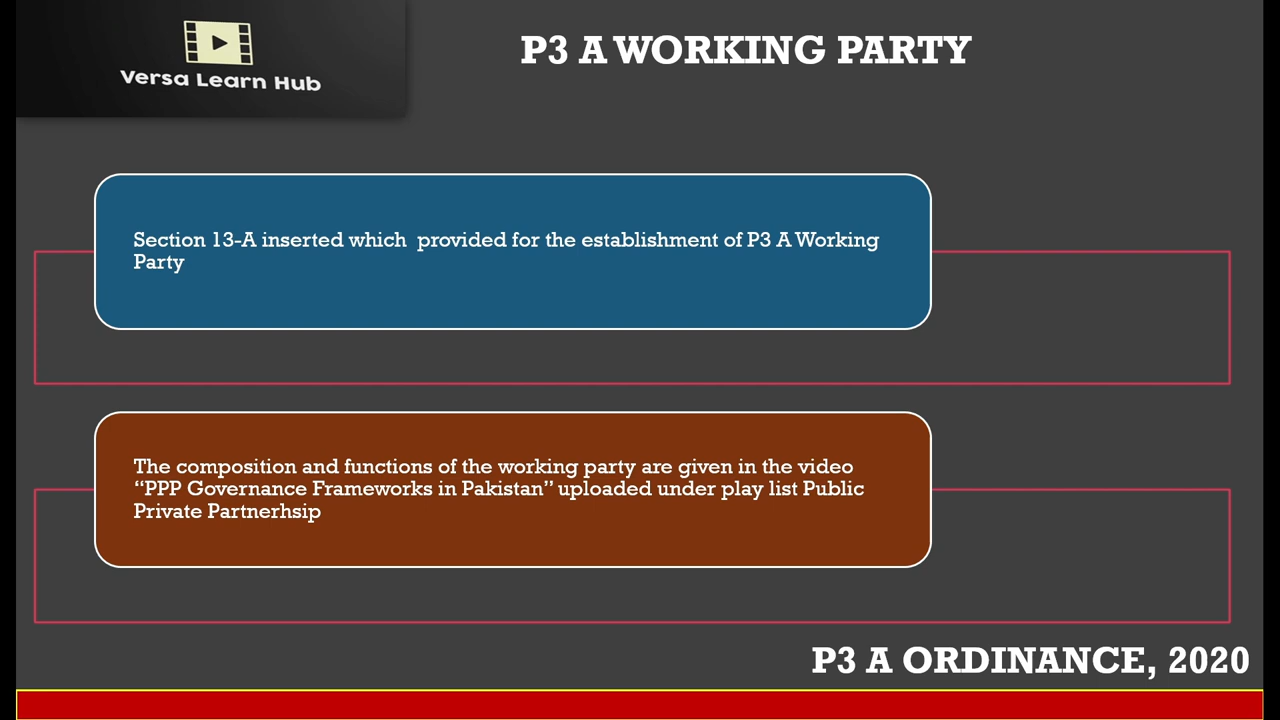 Versa Learn Hub
P3 A WORKING PARTY
Section 13-A inserted which provided for the establishment of P3 A Working
Party
The composition and functions of the working party are given in the video
“PPP Governance Frameworks in Pakistan” uploaded under play list Public
Private Partnerhsip
P3 A ORDINANCE, 2020